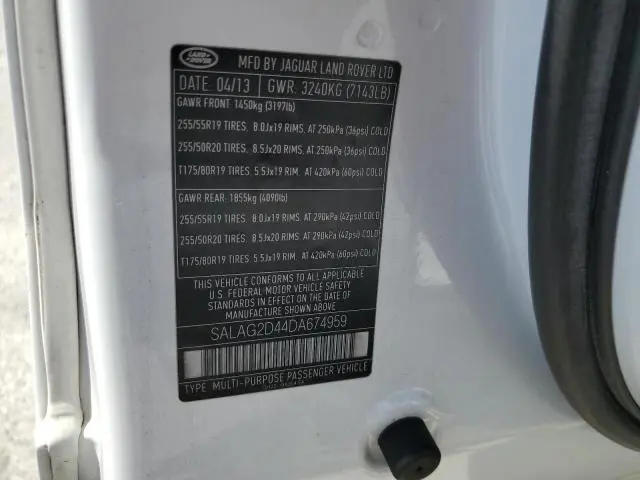 LAND ROVER
MFD BY JAGUAR LAND ROVER LTD
DATE 04/13 GWR: 3240KG (7143LB)
GAWR FRONT 1450kg (3197lb)
255/55R19 TIRES. 8.0Jx19 RIMS. AT 250kPa (36psi) COLD
255/50R20 TIRES. 8.5Jx20 RIMS. AT 250kPa (36psi) COLD
T175/80R19 TIRES. 5.5Jx19 RIM. AT 420kPa (60psi) COLD
GAWR REAR: 1855kg (4090lb)
255/55R19 TIRES. 8.0Jx19 RIMS. AT 290kPa (42psi) COLD
255/50R20 TIRES. 8.5Jx20 RIMS. AT 290kPa (42psi) COLD
T175/80R19 TIRES. 5.5Jx19 RIM. AT 420kPa (60psi) COLD
THIS VEHICLE CONFORMS TO ALL APPLICABLE
U.S. FEDERAL MOTOR VEHICLE SAFETY
STANDARDS IN EFFECT ON THE DATE OF
MANUFACTURE SHOWN ABOVE
SALAG2D44DA674959
TYPE: MULTI-PURPOSE PASSENGER VEHICLE